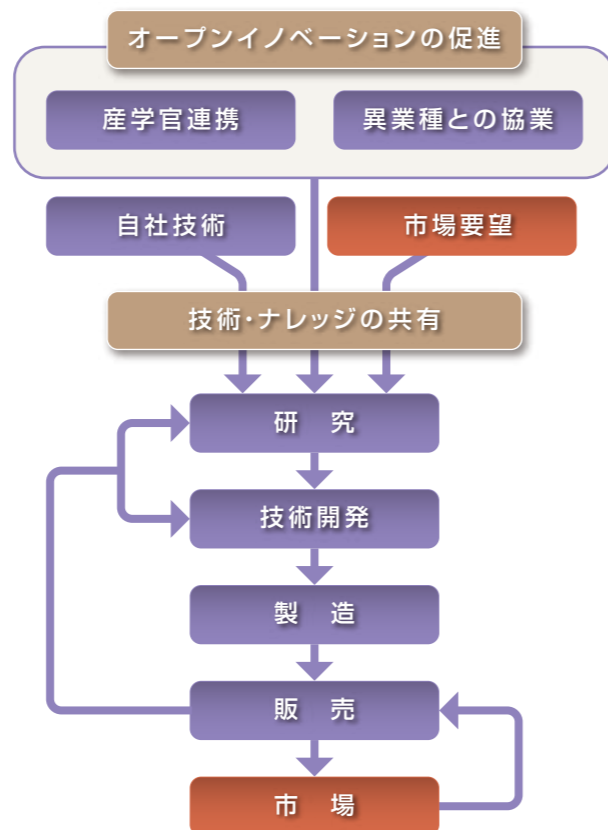 オープンイノベーションの促進
産学官連携
異業種との協業
自社技術
市場要望
技術・ナレッジの共有
研　究
技術開発
製　造
販　売
市　場